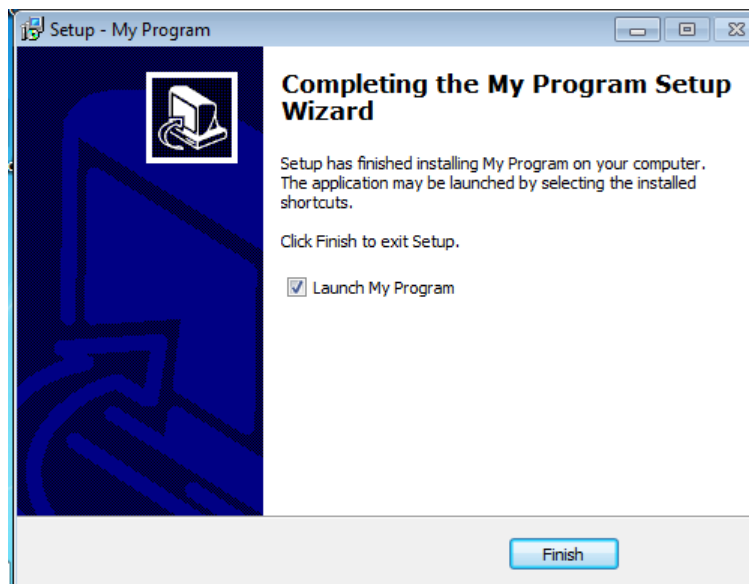 Setup - My Program
Completing the My Program Setup
Wizard
Setup has finished installing My Program on your computer.
The application may be launched by selecting the installed
shortcuts.
Click Finish to exit Setup.
Launch My Program
Finish